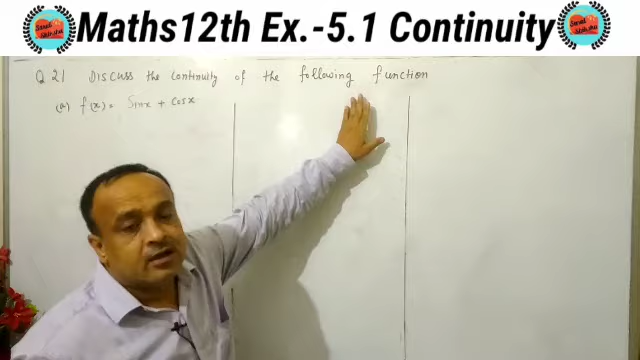 Maths12th Ex.-5.1 Continuity
Q 21 Discuss the continuity of the following function
(a) f(x) = Sinx + Cosx